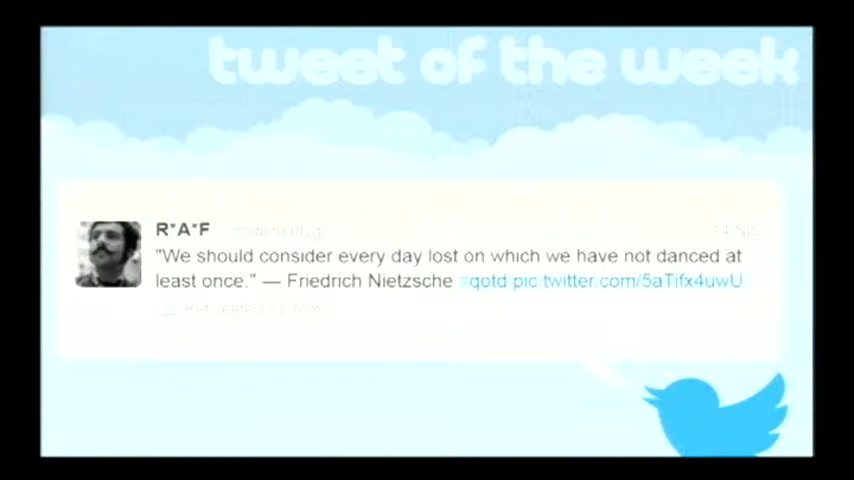 tweet of the week
R*A*F
"We should consider every day lost on which we have not danced at
least once." — Friedrich Nietzsche #qotd pic.twitter.com/5aTifx4uwU